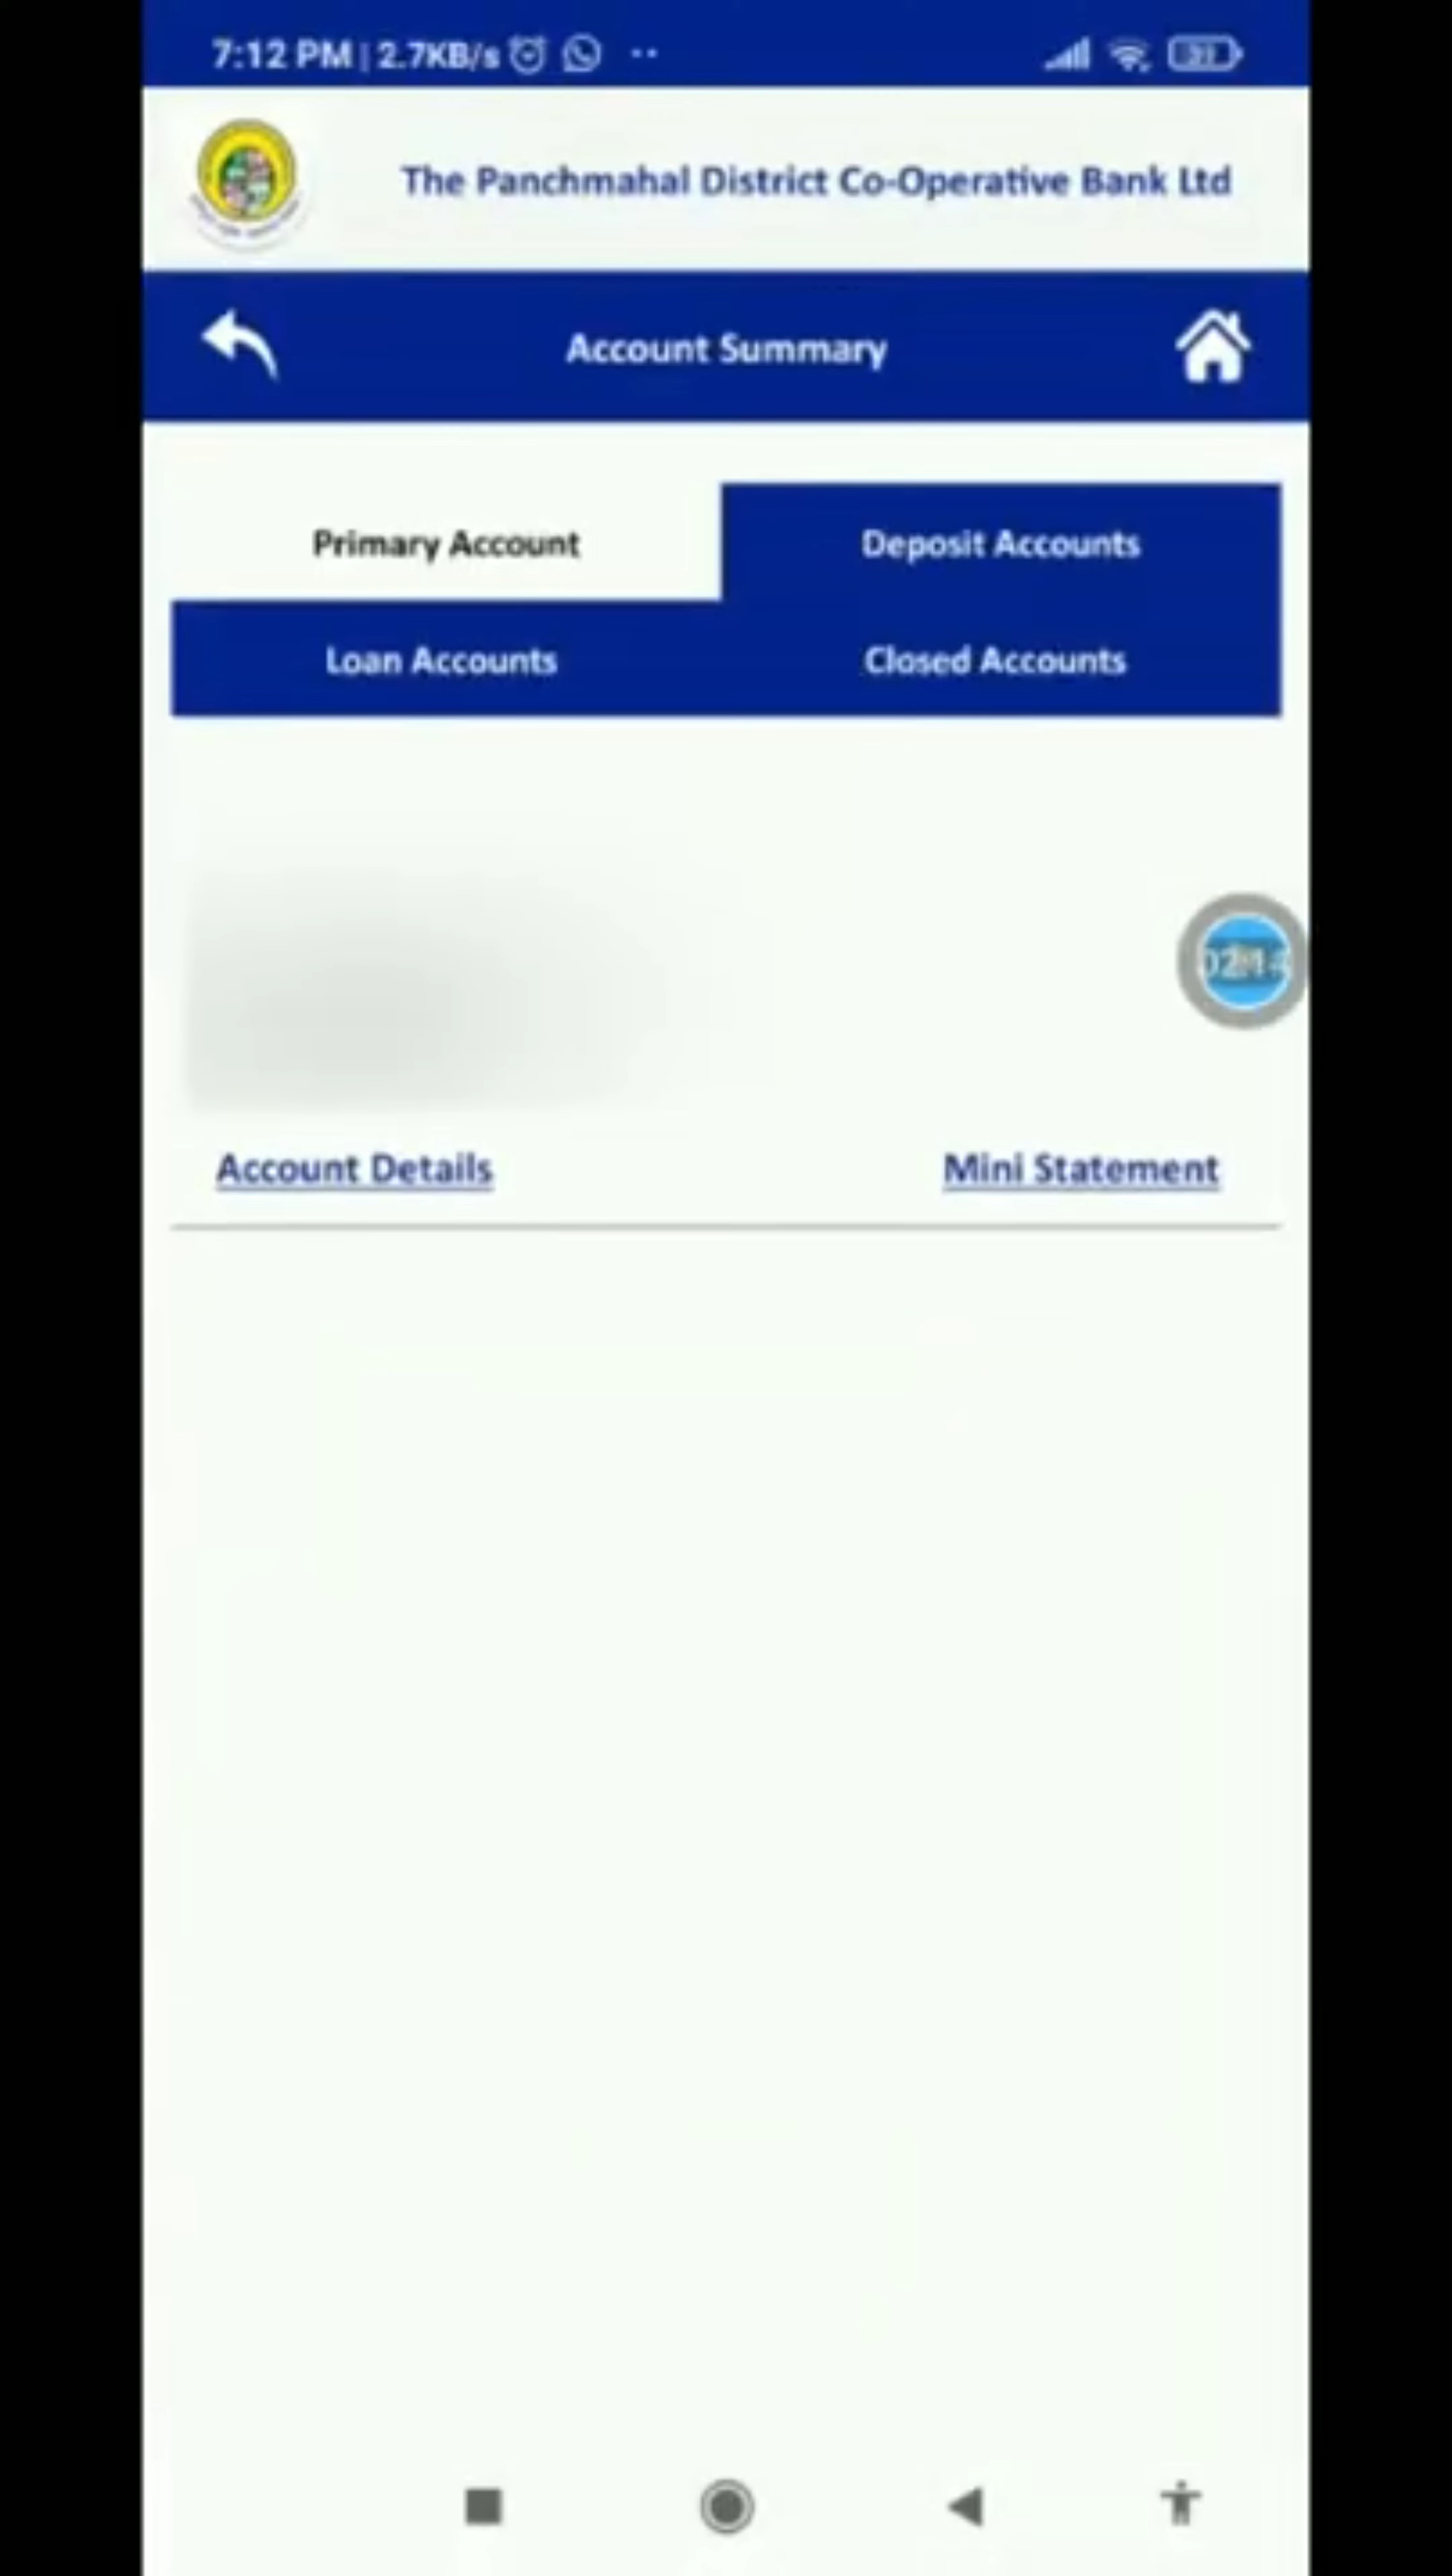 7:12 PM | 2.7KB/s
The Panchmahal District Co-Operative Bank Ltd
Account Summary
Primary Account
Deposit Accounts
Loan Accounts
Closed Accounts
Account Details
Mini Statement